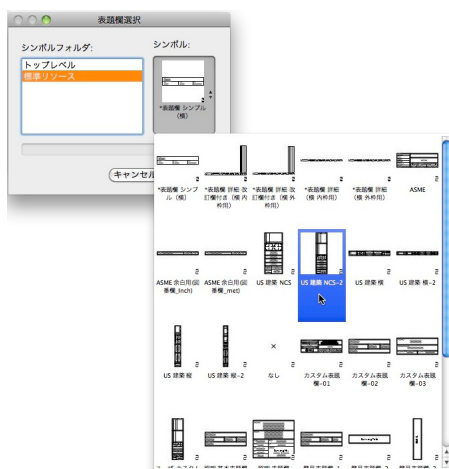 表題欄選択
シンボルフォルダ:
シンボル:
トップレベル
標準リソース
*表題欄 シンプル
(横)
キャンセル
*表題欄 シンプ
ル(横)
*表題欄 詳細 改
訂欄付き(横 内
枠用)
*表題欄 詳細 改
訂欄付き(横 外
枠用)
*表題欄 詳細
(横 内枠用)
*表題欄 詳細
(横 外枠用)
ASME
ASME 余白用(図
番欄_Inch)
ASME 余白用(図
番欄_met)
US 建築 NCS
US 建築 NCS-2
US 建築 横
US 建築 横-2
US 建築 縦
US 建築 縦-2
なし
カスタム表題
欄-01
カスタム表題
欄-02
カスタム表題
欄-03